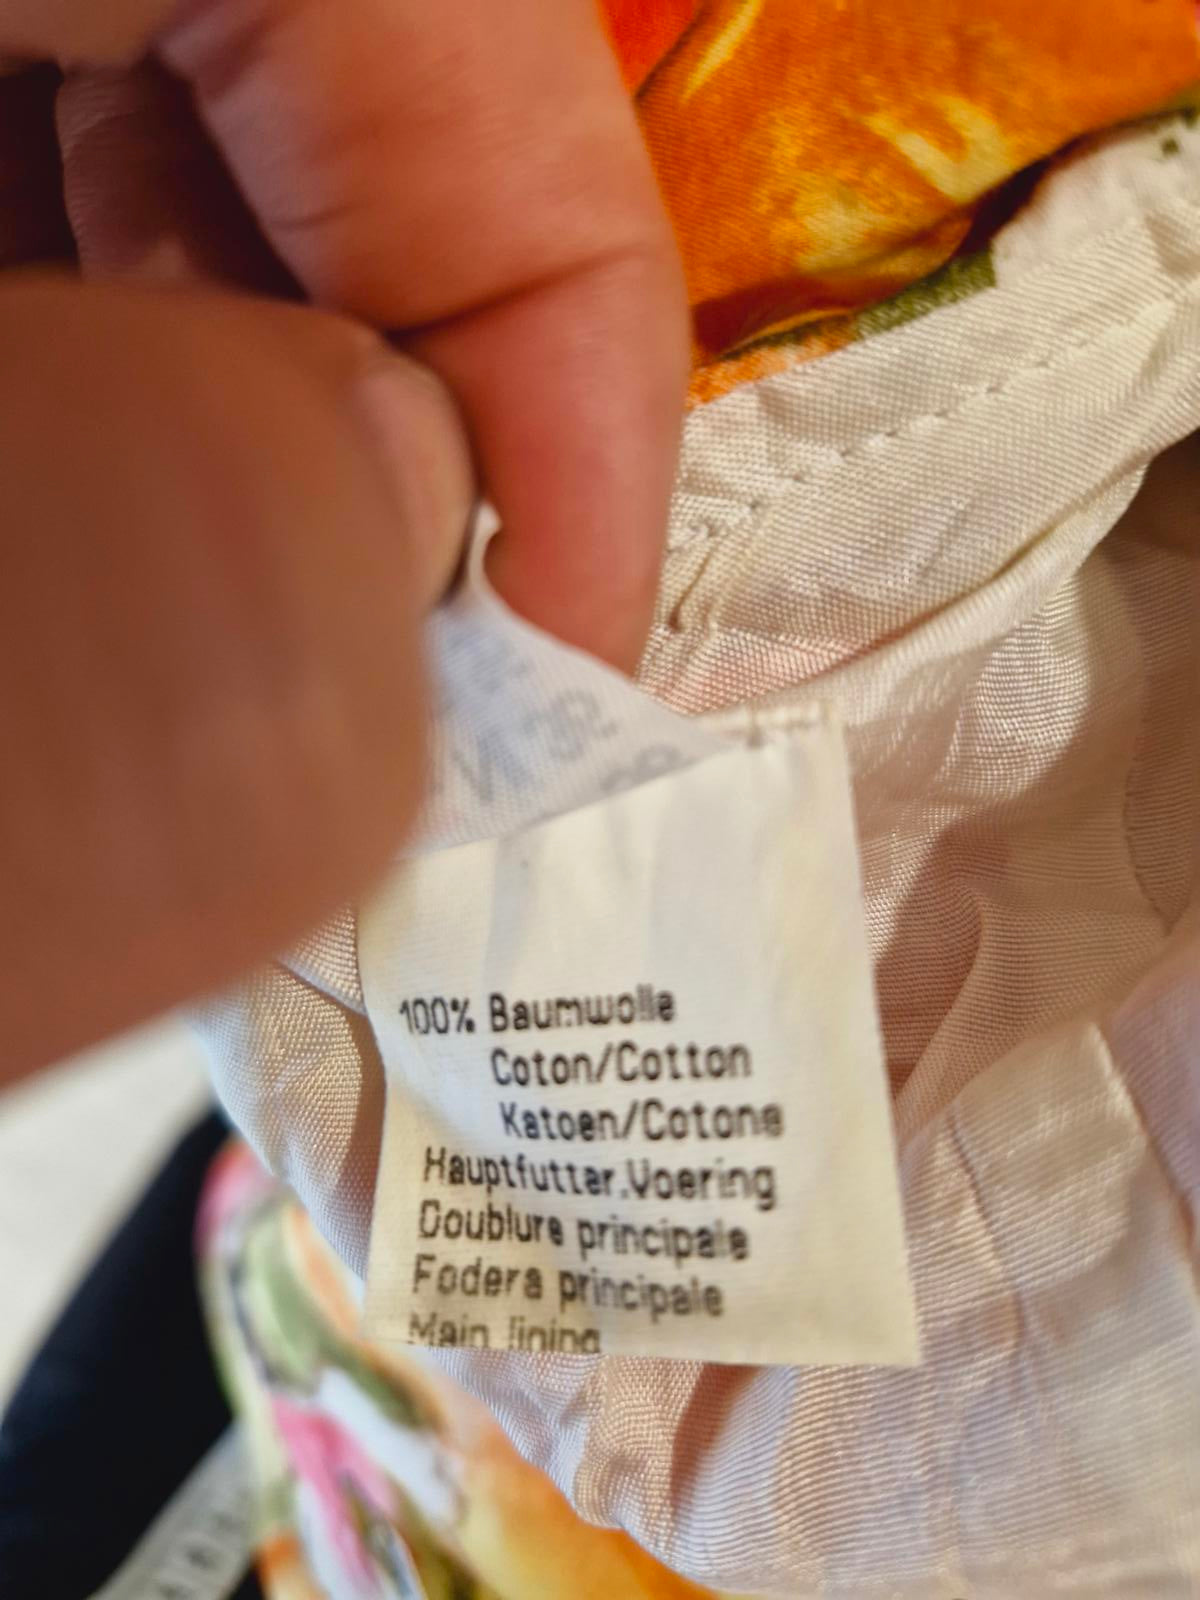 100% Baumwolle
Coton/Cotton
Katoen/Cotone
Hauptfutter.Voering
Doublure principale
Fodera principale
Main lining